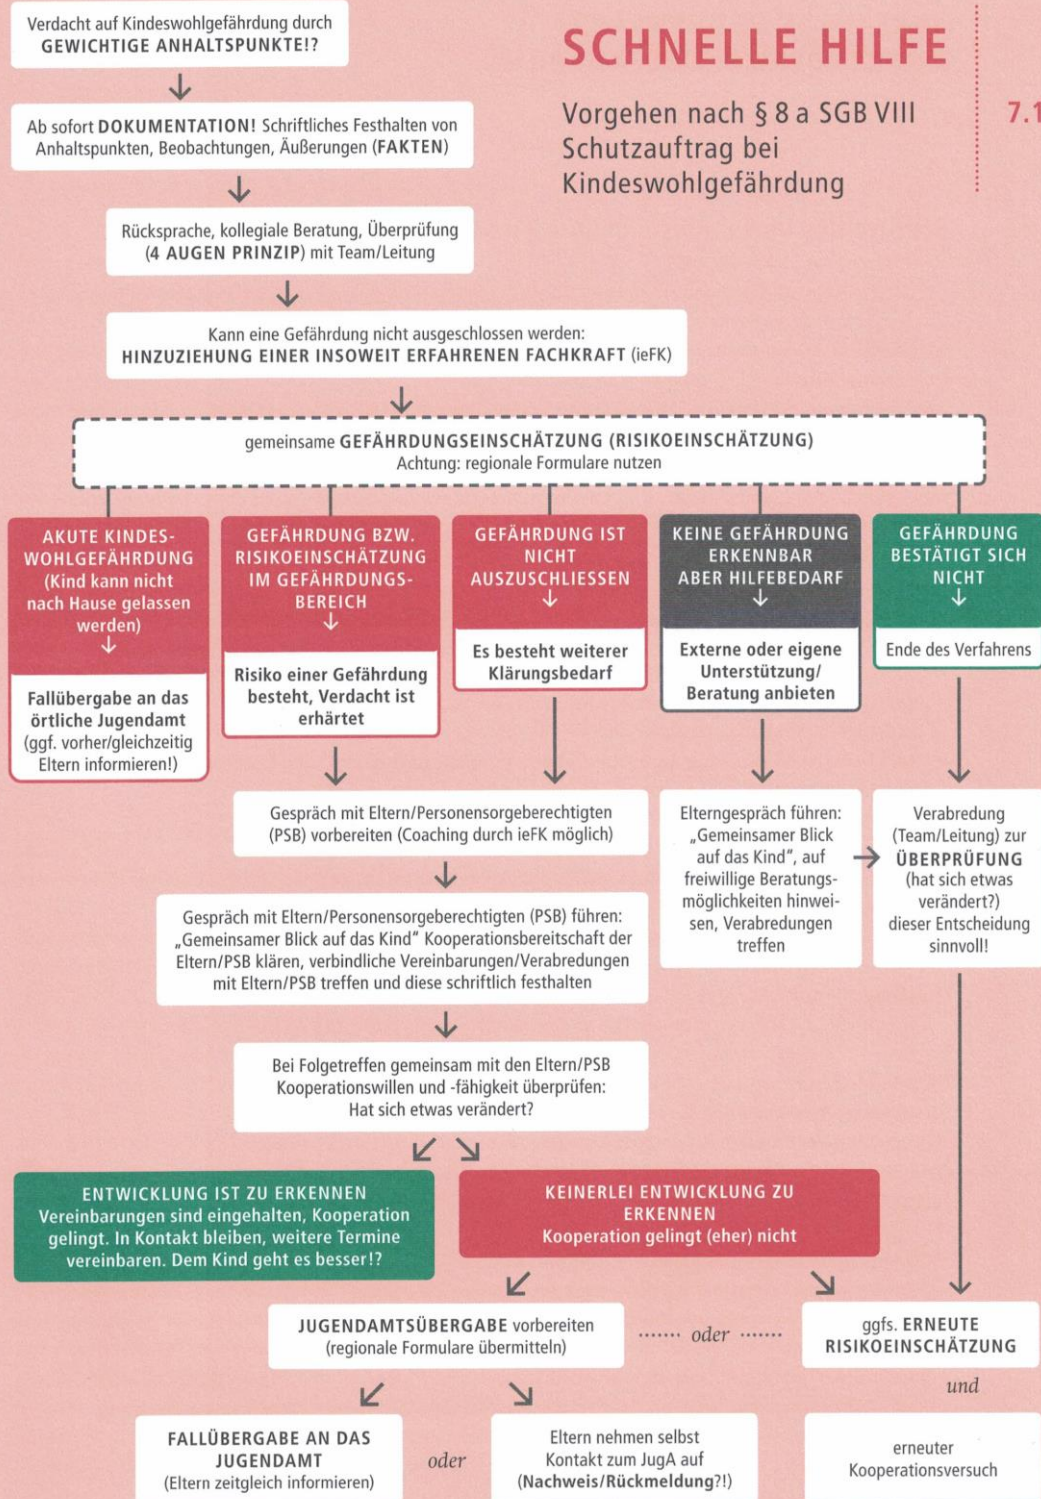 Verdacht auf Kindeswohlgefährdung durch
GEWICHTIGE ANHALTSPUNKTE!?
SCHNELLE HILFE
Vorgehen nach § 8 a SGB VIII
Schutzauftrag bei
Kindeswohlgefährdung
7.1
Ab sofort DOKUMENTATION! Schriftliches Festhalten von
Anhaltspunkten, Beobachtungen, Äußerungen (FAKTEN)
Rücksprache, kollegiale Beratung, Überprüfung
(4 AUGEN PRINZIP) mit Team/Leitung
Kann eine Gefährdung nicht ausgeschlossen werden:
HINZUZIEHUNG EINER INSOWEIT ERFAHRENEN FACHKRAFT (ieFK)
gemeinsame GEFÄHRDUNGSEINSCHÄTZUNG (RISIKOEINSCHÄTZUNG)
Achtung: regionale Formulare nutzen
AKUTE KINDES-
WOHLGEFÄHRDUNG
(Kind kann nicht
nach Hause gelassen
werden)
Fallübergabe an das
örtliche Jugendamt
(ggf. vorher/gleichzeitig
Eltern informieren!)
GEFÄHRDUNG BZW.
RISIKOEINSCHÄTZUNG
IM GEFÄHRDUNGS-
BEREICH
Risiko einer Gefährdung
besteht, Verdacht ist
erhärtet
GEFÄHRDUNG IST
NICHT
AUSZUSCHLIESSEN
Es besteht weiterer
Klärungsbedarf
KEINE GEFÄHRDUNG
ERKENNBAR
ABER HILFEBEDARF
Externe oder eigene
Unterstützung/
Beratung anbieten
GEFÄHRDUNG
BESTÄTIGT SICH
NICHT
Ende des Verfahrens
Gespräch mit Eltern/Personensorgeberechtigten
(PSB) vorbereiten (Coaching durch ieFK möglich)
Elterngespräch führen:
„Gemeinsamer Blick
auf das Kind", auf
freiwillige Beratungs-
möglichkeiten hinwei-
sen, Verabredungen
treffen
Verabredung
(Team/Leitung) zur
ÜBERPRÜFUNG
(hat sich etwas
verändert?)
dieser Entscheidung
sinnvoll!
Gespräch mit Eltern/Personensorgeberechtigten (PSB) führen:
„Gemeinsamer Blick auf das Kind" Kooperationsbereitschaft der
Eltern/PSB klären, verbindliche Vereinbarungen/Verabredungen
mit Eltern/PSB treffen und diese schriftlich festhalten
Bei Folgetreffen gemeinsam mit den Eltern/PSB
Kooperationswillen und -fähigkeit überprüfen:
Hat sich etwas verändert?
ENTWICKLUNG IST ZU ERKENNEN
Vereinbarungen sind eingehalten, Kooperation
gelingt. In Kontakt bleiben, weitere Termine
vereinbaren. Dem Kind geht es besser!?
KEINERLEI ENTWICKLUNG ZU
ERKENNEN
Kooperation gelingt (eher) nicht
JUGENDAMTSÜBERGABE vorbereiten
(regionale Formulare übermitteln)
······· oder ·······
ggfs. ERNEUTE
RISIKOEINSCHÄTZUNG
und
FALLÜBERGABE AN DAS
JUGENDAMT
(Eltern zeitgleich informieren)
oder
Eltern nehmen selbst
Kontakt zum JugA auf
(Nachweis/Rückmeldung?!)
erneuter
Kooperationsversuch